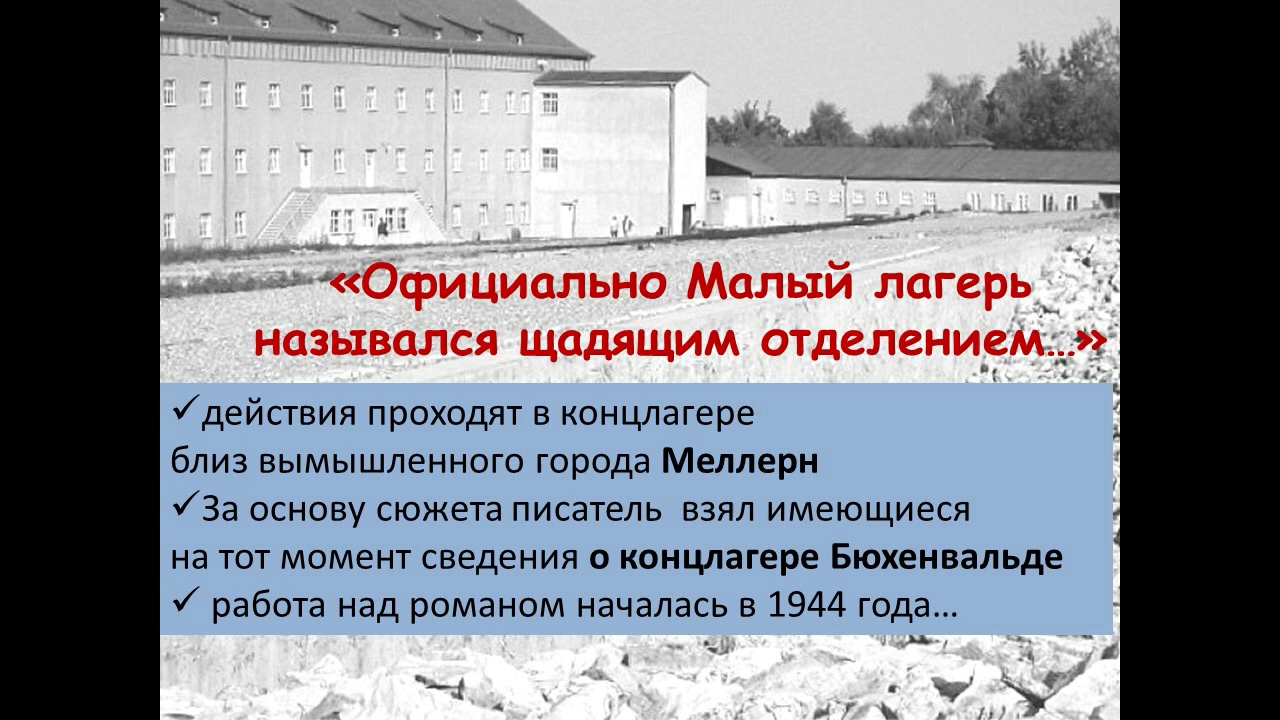 «Официально Малый лагерь
назывался щадящим отделением…»
✓действия проходят в концлагере
близ вымышленного города Меллерн
✓За основу сюжета писатель взял имеющиеся
на тот момент сведения о концлагере Бюхенвальде
✓ работа над романом началась в 1944 года…